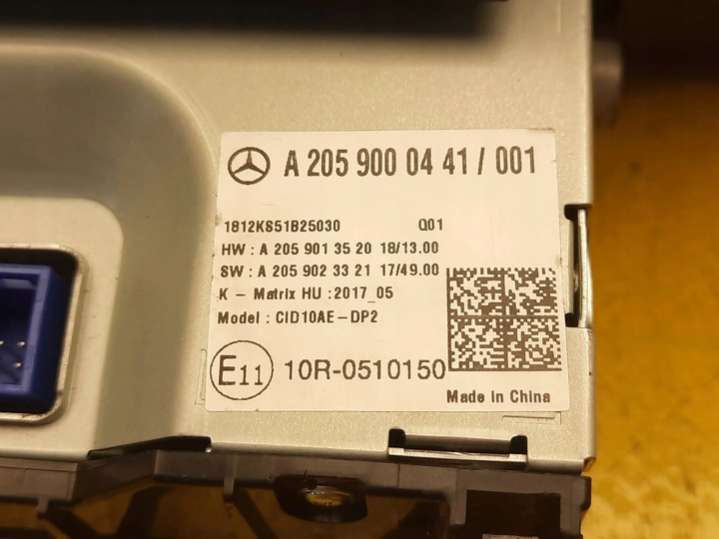 A 205 900 04 41 / 001
1812KS51B25030 Q01
HW : A 205 901 35 20 18/13.00
SW : A 205 902 33 21 17/49.00
K - Matrix HU : 2017_05
Model : CID10AE-DP2
E11 10R-0510150
Made in China